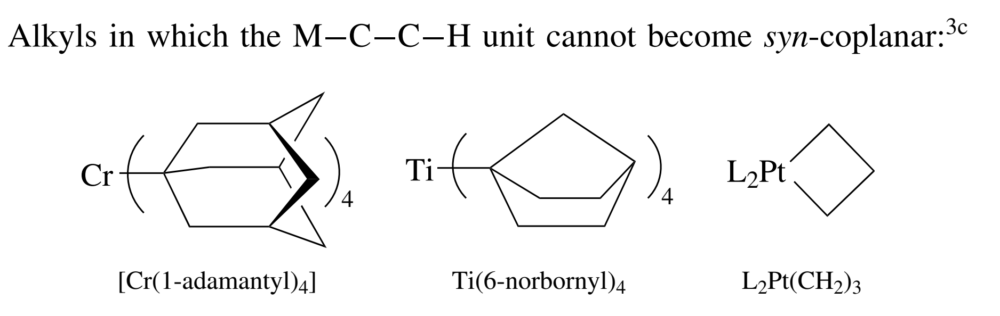 Alkyls in which the M–C–C–H unit cannot become syn-coplanar:3c
Cr 4 Ti 4 L2Pt
[Cr(1-adamantyl)4] Ti(6-norbornyl)4 L2Pt(CH2)3